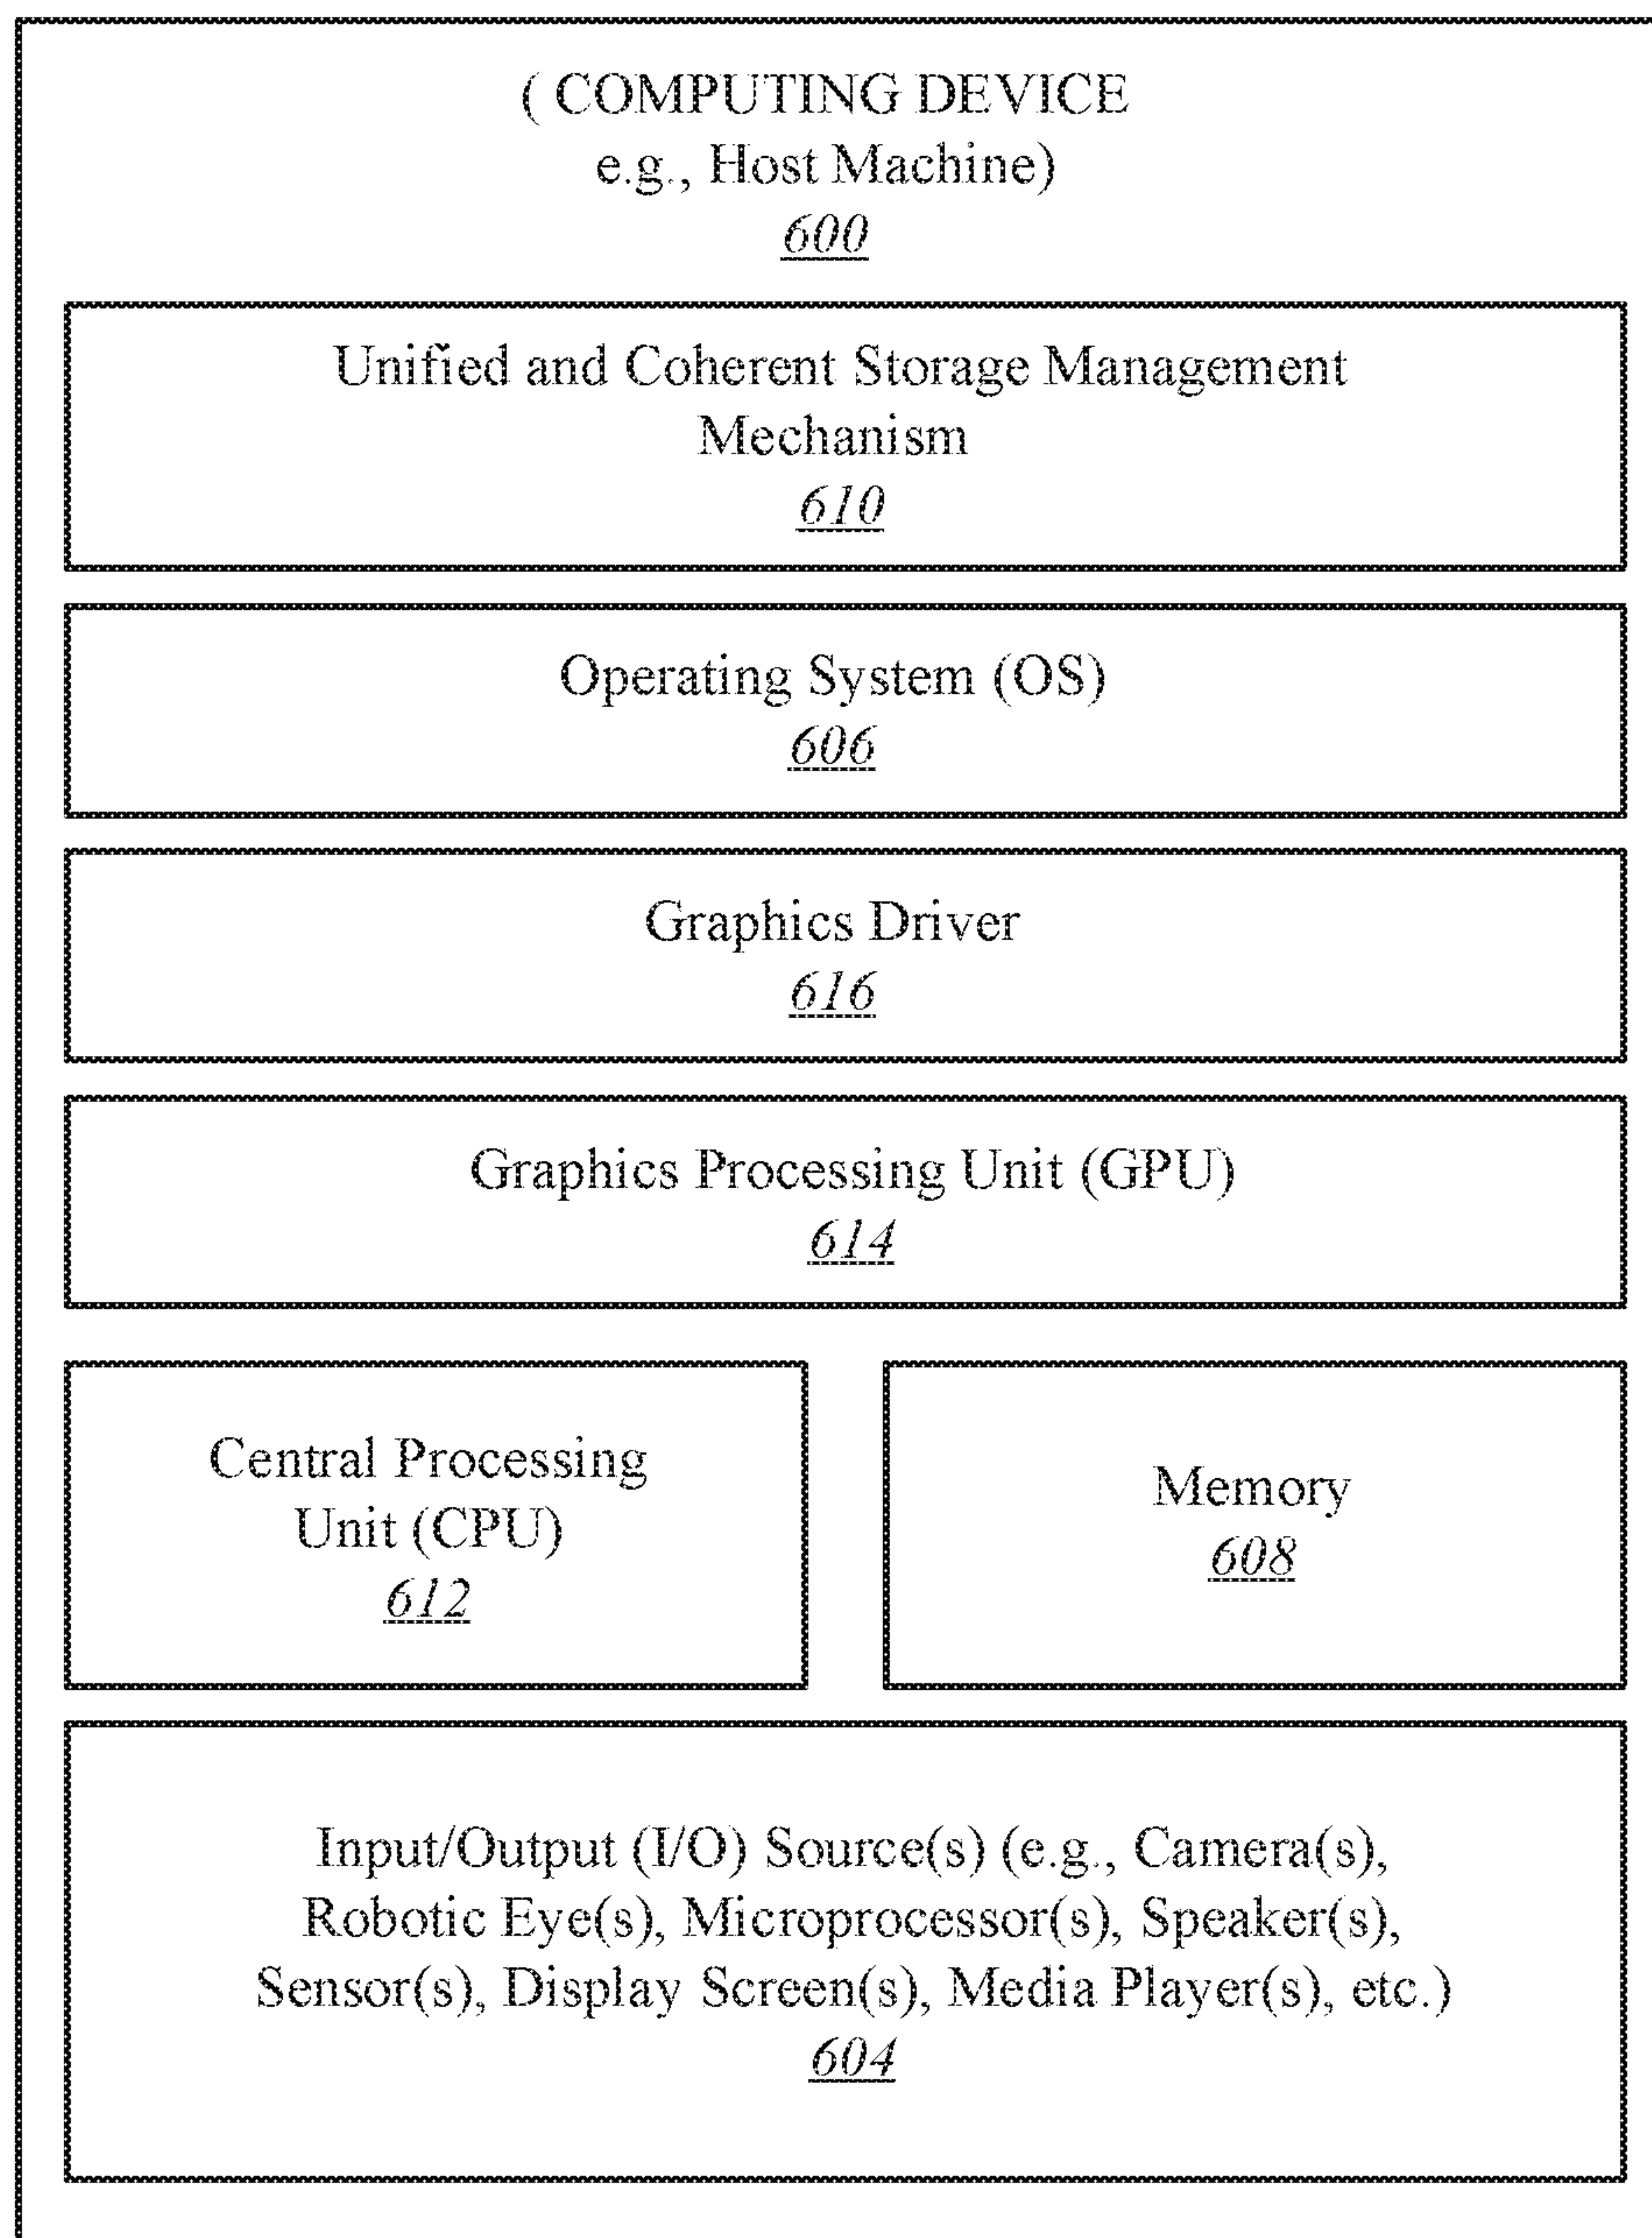 ( COMPUTING DEVICE
e.g., Host Machine)
600
Unified and Coherent Storage Management
Mechanism
610
Operating System (OS)
606
Graphics Driver
616
Graphics Processing Unit (GPU)
614
Central Processing
Unit (CPU)
612
Memory
608
Input/Output (I/O) Source(s) (e.g., Camera(s),
Robotic Eye(s), Microprocessor(s), Speaker(s),
Sensor(s), Display Screen(s), Media Player(s), etc.)
604